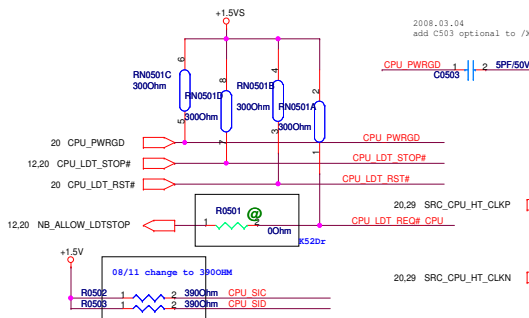 +1.5VS
2008.03.04
add C503 optional to /X
CPU_PWRGD 1 2 5PF/50V
C0503
6
RN0501C
300Ohm
5
8
RN0501D
300Ohm
7
4
RN0501B
300Ohm
3
2
RN0501A
300Ohm
1
20 CPU_PWRGD CPU_PWRGD
12,20 CPU_LDT_STOP# CPU_LDT_STOP#
20 CPU_LDT_RST# CPU_LDT_RST#
20,29 SRC_CPU_HT_CLKP
R0501 @
12,20 NB_ALLOW_LDTSTOP 1 2 CPU_LDT_REQ#_CPU
0Ohm
K52Dr
+1.5V
08/11 change to 390OHM
20,29 SRC_CPU_HT_CLKN
R0502 1 2 390Ohm CPU_SIC
R0503 1 2 390Ohm CPU_SID